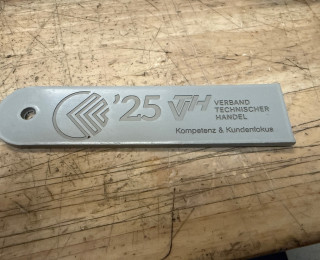 '25 VTH VERBAND
TECHNISCHER
HANDEL
Kompetenz & Kundenfokus